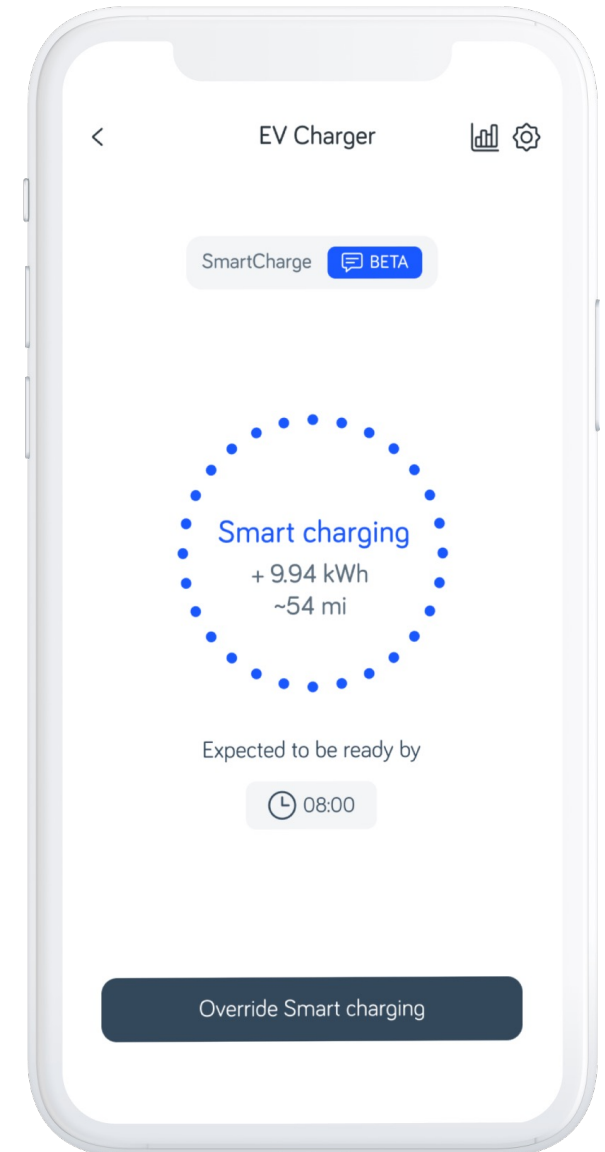 EV Charger
SmartCharge BETA
Smart charging
+ 9.94 kWh
~54 mi
Expected to be ready by
08:00
Override Smart charging